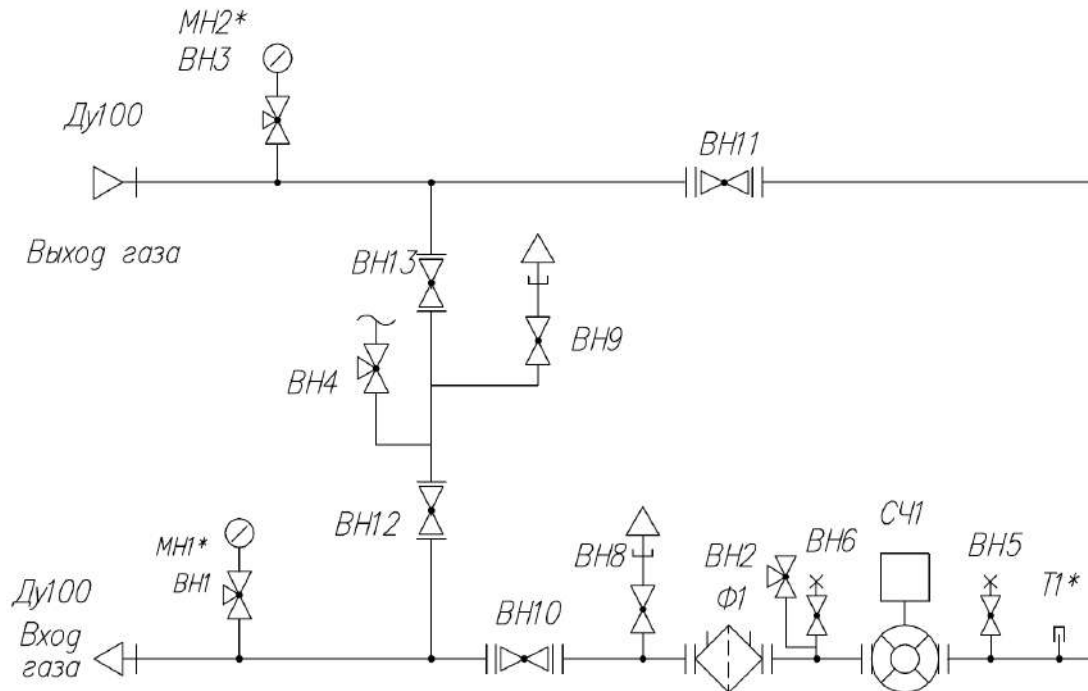 МН2*
ВН3
Ду100
ВН11
Выход газа
ВН13
ВН9
ВН4
ВН12
МН1*
ВН1
ВН8
ВН2
ВН6
СЧ1
ВН5
Т1*
Ф1
Ду100
ВН10
Вход
газа